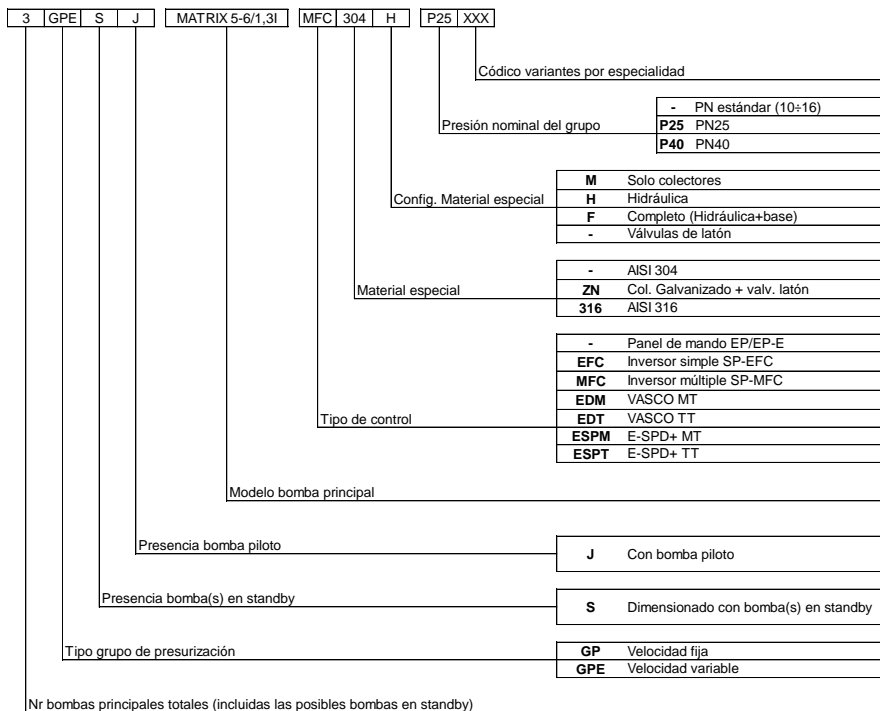 3 GPE S J MATRIX 5-6/1,3I MFC 304 H P25 XXX
Códico variantes por especialidad
- PN estándar (10÷16)
Presión nominal del grupo P25 PN25
P40 PN40
M Solo colectores
Config. Material especial H Hidráulica
F Completo (Hidráulica+base)
- Válvulas de latón
- AISI 304
Material especial ZN Col. Galvanizado + valv. latón
316 AISI 316
- Panel de mando EP/EP-E
EFC Inversor simple SP-EFC
MFC Inversor múltiple SP-MFC
EDM VASCO MT
Tipo de control EDT VASCO TT
ESPM E-SPD+ MT
ESPT E-SPD+ TT
Modelo bomba principal
Presencia bomba piloto
J Con bomba piloto
Presencia bomba(s) en standby
S Dimensionado con bomba(s) en standby
Tipo grupo de presurización GP Velocidad fija
GPE Velocidad variable
Nr bombas principales totales (incluidas las posibles bombas en standby)